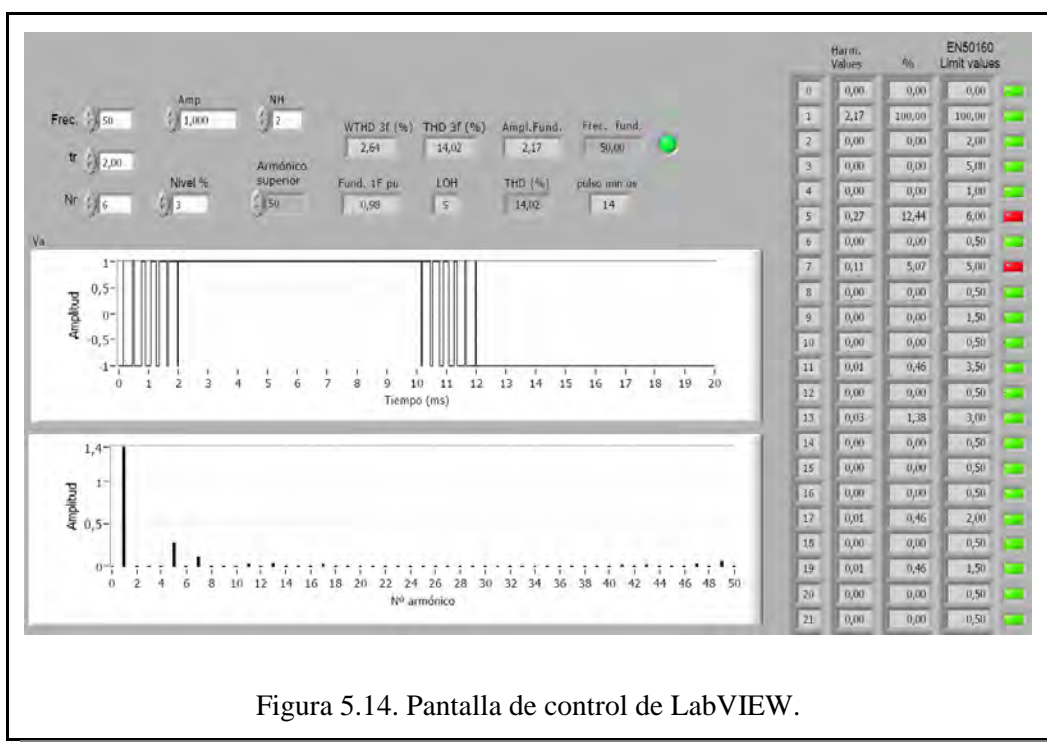 Harm. Values % EN50160 Limit values
Frec. 50 Amp 1,000 NH 2
WTHD 3f (%) 2,64 THD 3f (%) 14,02 Ampl.Fund. 2,17 Frec. fund. 50,00
tr 2,00
Nr 6 Nivel % 3 Armónico superior 50
Fund. 1F pu 0,98 LOH 5 THD (%) 14,02 pulso min us 14
Va
Amplitud
1
0,5
0
-0,5
-1
0 1 2 3 4 5 6 7 8 9 10 11 12 13 14 15 16 17 18 19 20
Tiempo (ms)
Amplitud
1,4
1
0,5
0
0 2 4 6 8 10 12 14 16 18 20 22 24 26 28 30 32 34 36 38 40 42 44 46 48 50
Nº armónico
0 0,00 0,00 0,00
1 2,17 100,00 100,00
2 0,00 0,00 2,00
3 0,00 0,00 5,00
4 0,00 0,00 1,00
5 0,27 12,44 6,00
6 0,00 0,00 0,50
7 0,11 5,07 5,00
8 0,00 0,00 0,50
9 0,00 0,00 1,50
10 0,00 0,00 0,50
11 0,01 0,46 3,50
12 0,00 0,00 0,50
13 0,03 1,38 3,00
14 0,00 0,00 0,50
15 0,00 0,00 0,50
16 0,00 0,00 0,50
17 0,01 0,46 2,00
18 0,00 0,00 0,50
19 0,01 0,46 1,50
20 0,00 0,00 0,50
21 0,00 0,00 0,50
Figura 5.14. Pantalla de control de LabVIEW.